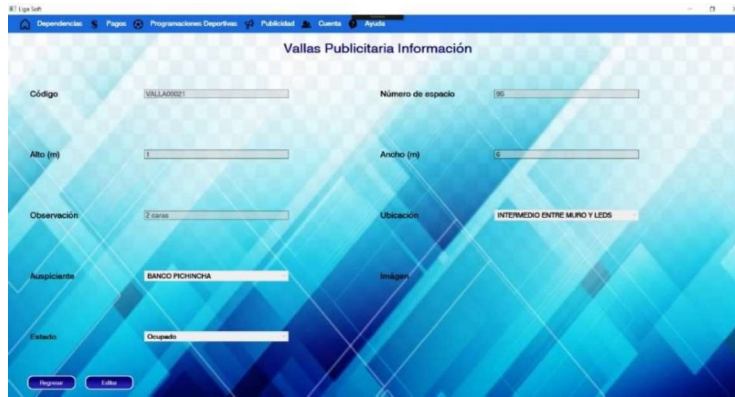 Liga Soft
Dependencias $ Pagos Programaciones Deportivas Publicidad Cuenta Ayuda
Vallas Publicitaria Información
Código VALLA00021 Número de espacio 95
Alto (m) 1 Ancho (m) 6
Observación 2 caras Ubicación INTERMEDIO ENTRE MURO Y LEDS
Auspiciante BANCO PICHINCHA Imágen
Estado Ocupado
Regresar Editar